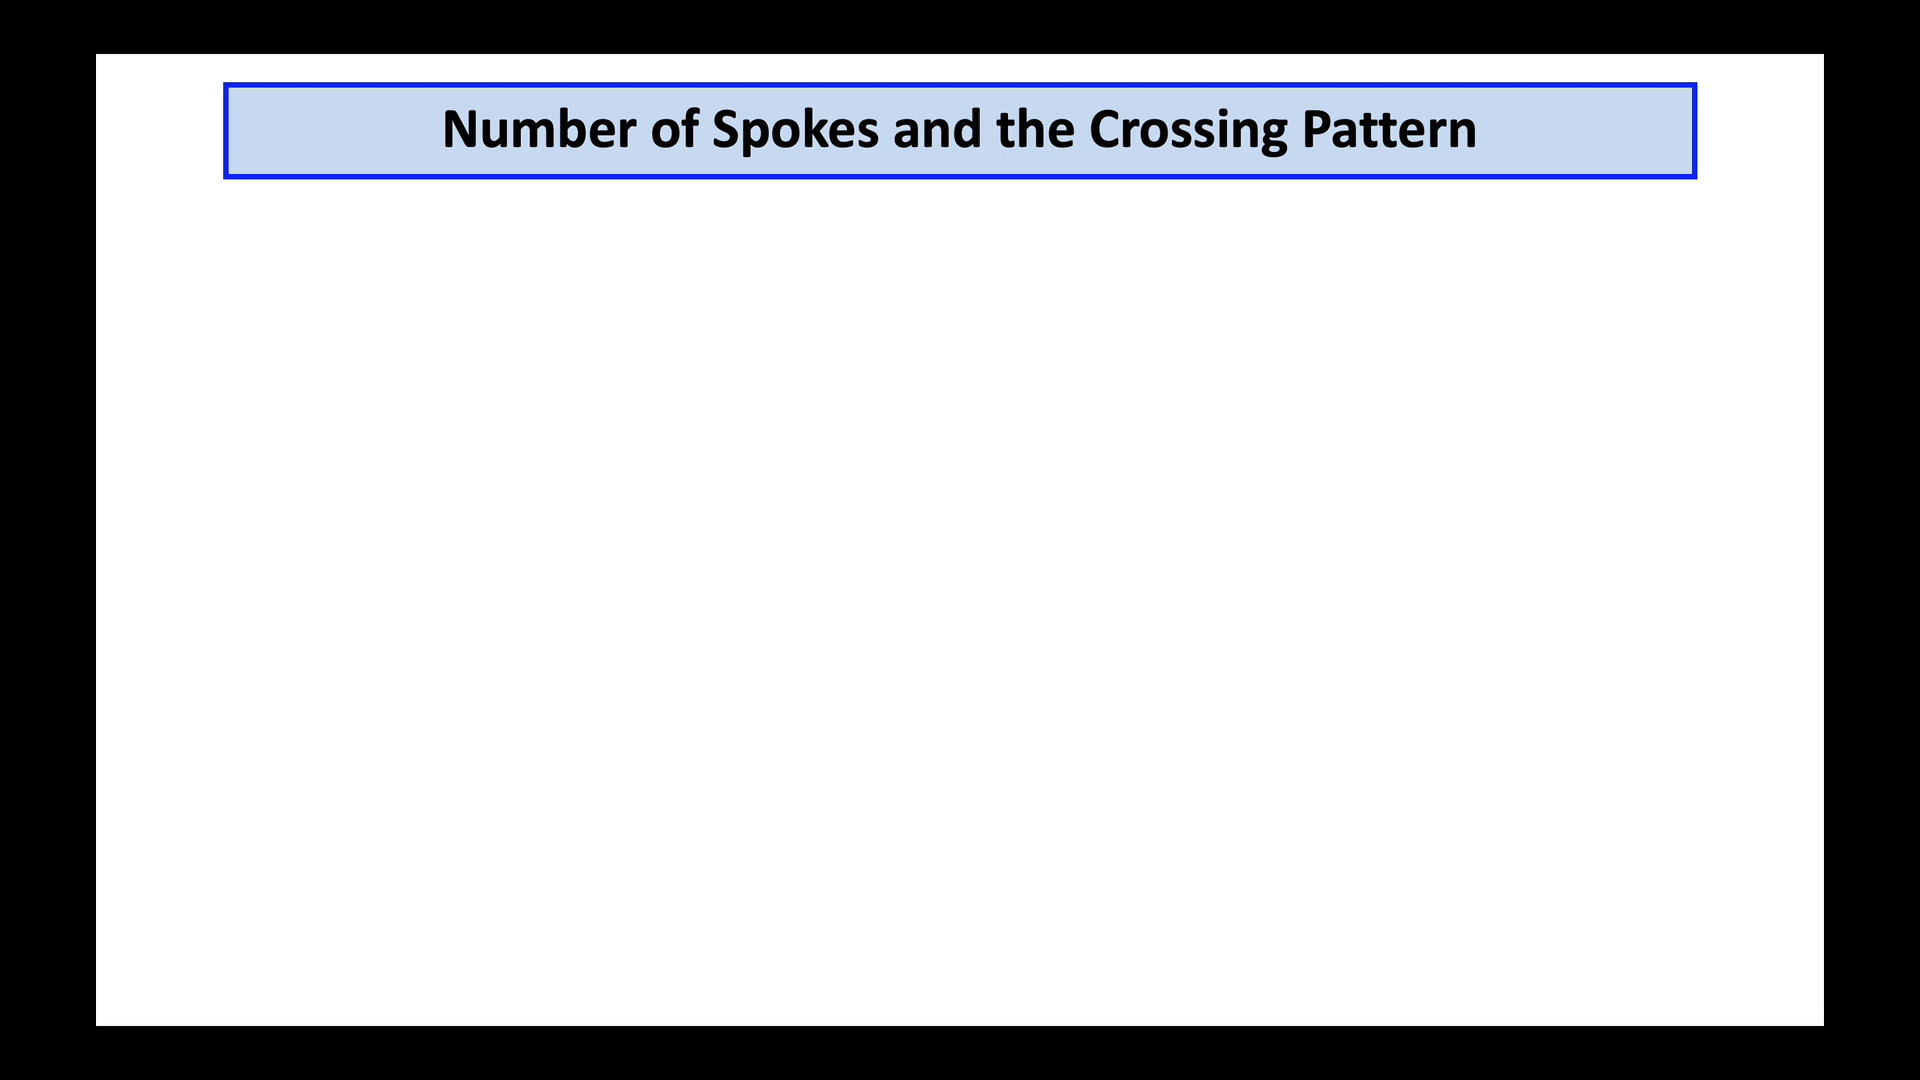 Number of Spokes and the Crossing Pattern